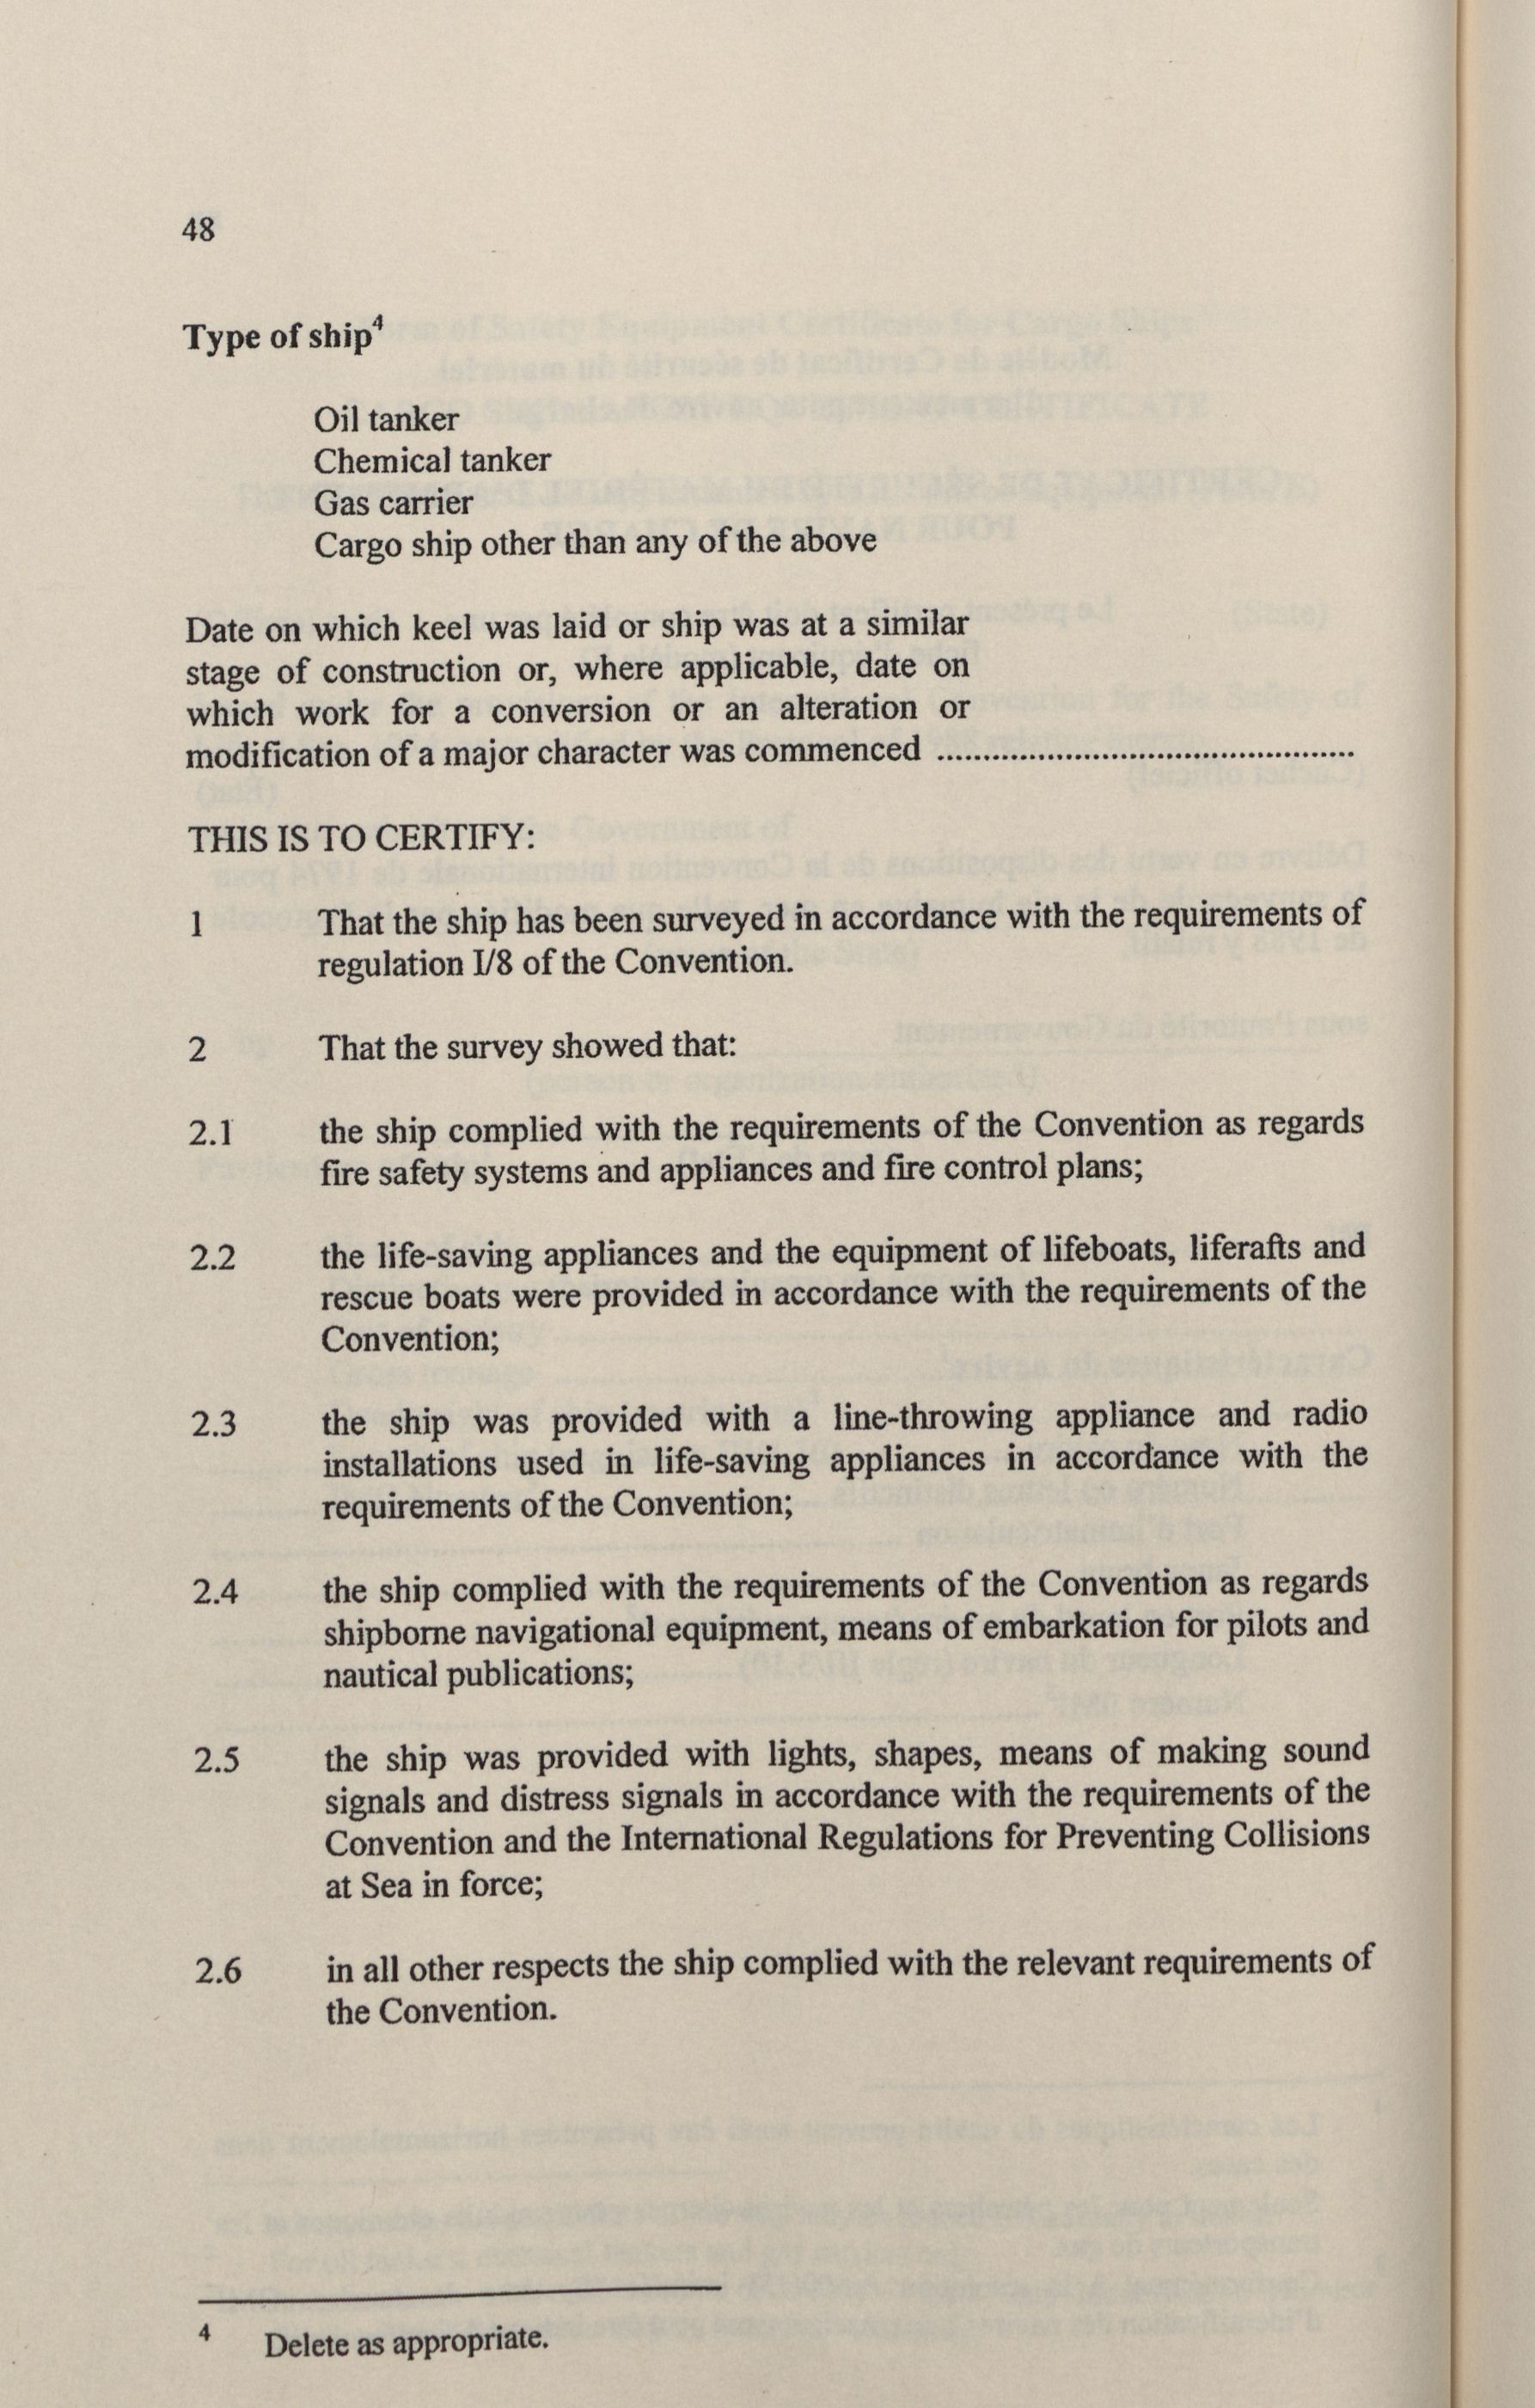 48
Type of ship⁴
Oil tanker
Chemical tanker
Gas carrier
Cargo ship other than any of the above
Date on which keel was laid or ship was at a similar
stage of construction or, where applicable, date on
which work for a conversion or an alteration or
modification of a major character was commenced ..............................................
THIS IS TO CERTIFY:
1 That the ship has been surveyed in accordance with the requirements of
regulation I/8 of the Convention.
2 That the survey showed that:
2.1 the ship complied with the requirements of the Convention as regards
fire safety systems and appliances and fire control plans;
2.2 the life-saving appliances and the equipment of lifeboats, liferafts and
rescue boats were provided in accordance with the requirements of the
Convention;
2.3 the ship was provided with a line-throwing appliance and radio
installations used in life-saving appliances in accordance with the
requirements of the Convention;
2.4 the ship complied with the requirements of the Convention as regards
shipborne navigational equipment, means of embarkation for pilots and
nautical publications;
2.5 the ship was provided with lights, shapes, means of making sound
signals and distress signals in accordance with the requirements of the
Convention and the International Regulations for Preventing Collisions
at Sea in force;
2.6 in all other respects the ship complied with the relevant requirements of
the Convention.
4 Delete as appropriate.